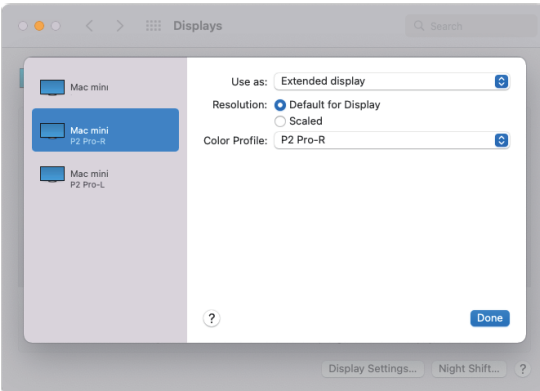 Displays
Search
Mac mini
Mac mini
P2 Pro-R
Mac mini
P2 Pro-L
Use as: Extended display
Resolution: Default for Display
Scaled
Color Profile: P2 Pro-R
?
Done
Display Settings...
Night Shift...
?